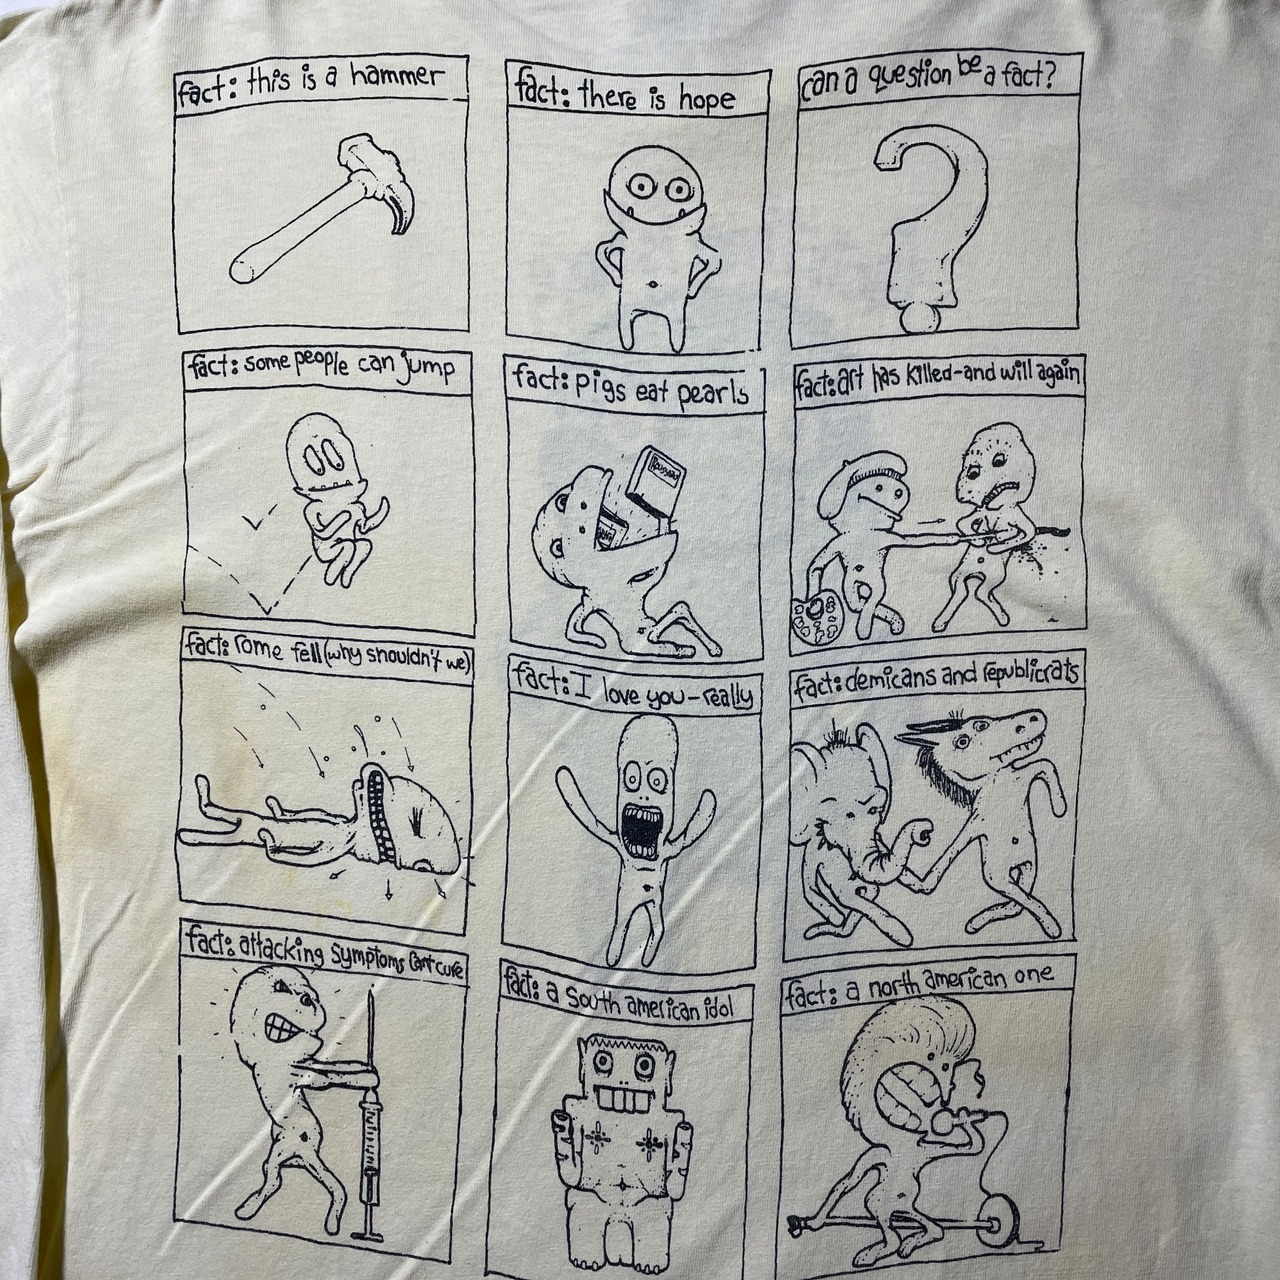 fact: this is a hammer
fact: there is hope
can a question be a fact?
fact: some people can jump
fact: pigs eat pearls
fact: art has killed-and will again
fact: rome fell (why shouldn't we)
fact: I love you-really
fact: demicans and republicrats
fact: attacking symptoms can't cure
fact: a south american idol
fact: a north american one